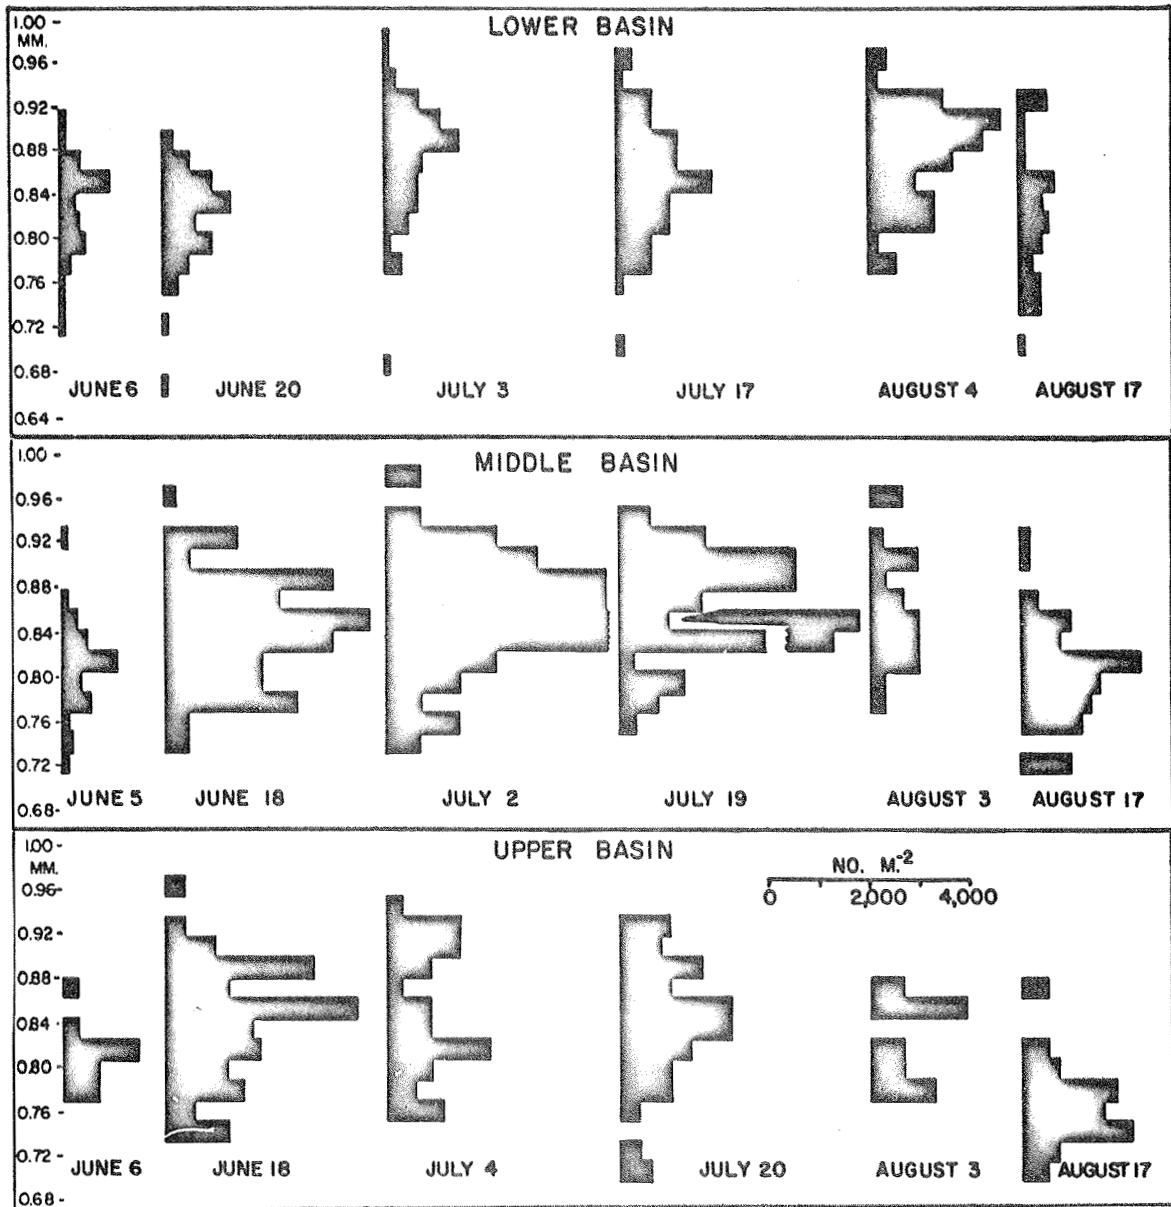 LOWER BASIN
1.00 -
MM.
0.96 -
0.92 -
0.88 -
0.84 -
0.80 -
0.76 -
0.72 -
0.68 -
0.64 -
JUNE 6 JUNE 20 JULY 3 JULY 17 AUGUST 4 AUGUST 17
MIDDLE BASIN
1.00 -
0.96 -
0.92 -
0.88 -
0.84 -
0.80 -
0.76 -
0.72 -
0.68 -
JUNE 5 JUNE 18 JULY 2 JULY 19 AUGUST 3 AUGUST 17
UPPER BASIN
1.00 -
MM.
0.96 -
0.92 -
0.88 -
0.84 -
0.80 -
0.76 -
0.72 -
0.68 -
NO. M.-2
0 2,000 4,000
JUNE 6 JUNE 18 JULY 4 JULY 20 AUGUST 3 AUGUST 17